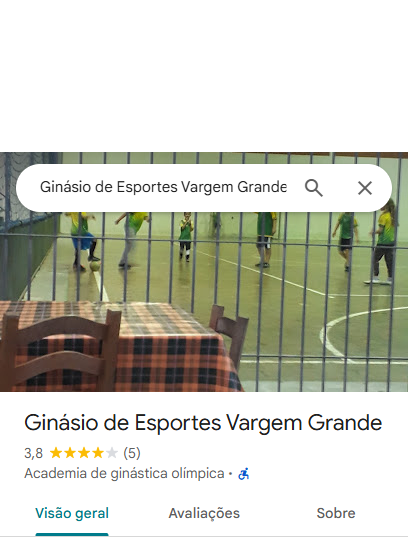 Ginásio de Esportes Vargem Grande
Ginásio de Esportes Vargem Grande
3,8 (5)
Academia de ginástica olímpica ·
Visão geral Avaliações Sobre